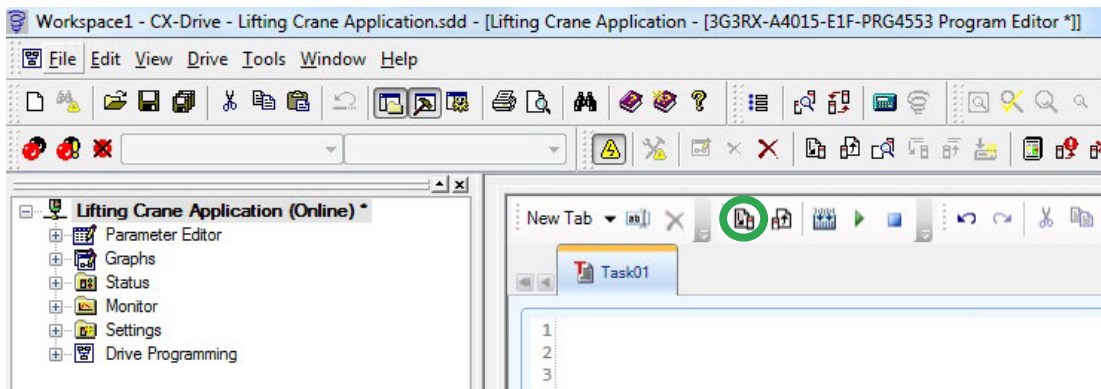 Workspace1 - CX-Drive - Lifting Crane Application.sdd - [Lifting Crane Application - [3G3RX-A4015-E1F-PRG4553 Program Editor *]]
File Edit View Drive Tools Window Help
Lifting Crane Application (Online) *
Parameter Editor
Graphs
Status
Monitor
Settings
Drive Programming
New Tab
Task01
1
2
3